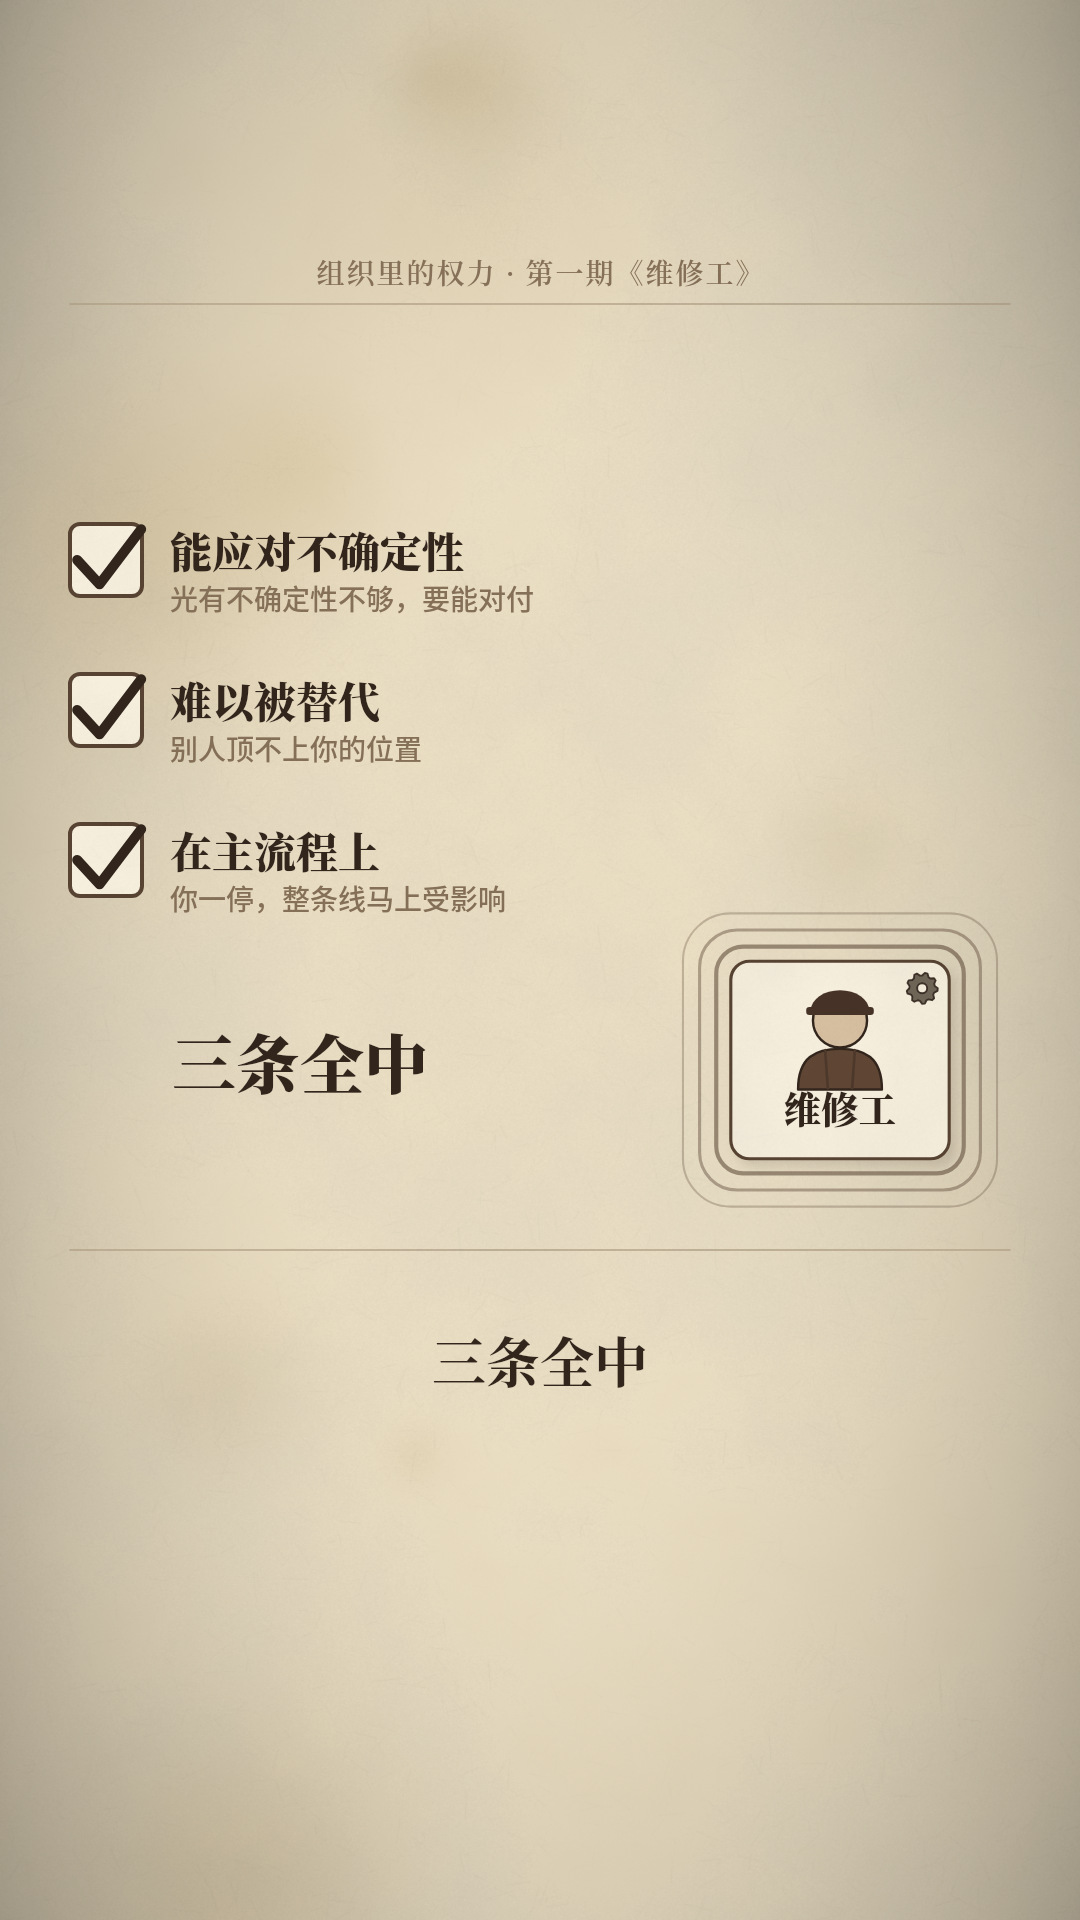 组织里的权力 · 第一期《维修工》
能应对不确定性
光有不确定性不够，要能对付
难以被替代
别人顶不上你的位置
在主流程上
你一停，整条线马上受影响
三条全中
维修工
三条全中